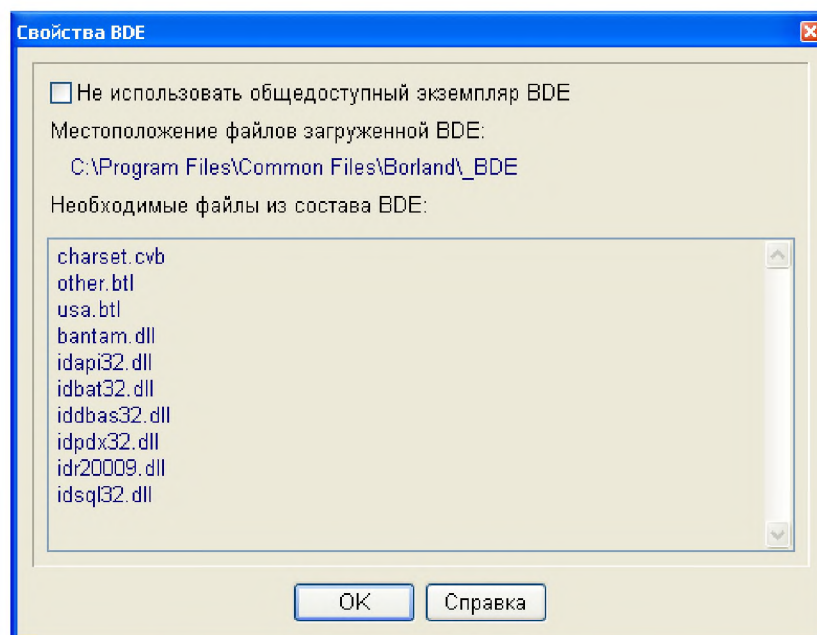 Свойства BDE
Не использовать общедоступный экземпляр BDE
Местоположение файлов загруженной BDE:
C:\Program Files\Common Files\Borland\_BDE
Необходимые файлы из состава BDE:
charset.cvb
other.btl
usa.btl
bantam.dll
idapi32.dll
idbat32.dll
iddbas32.dll
idpdx32.dll
idr20009.dll
idsql32.dll
OK
Справка